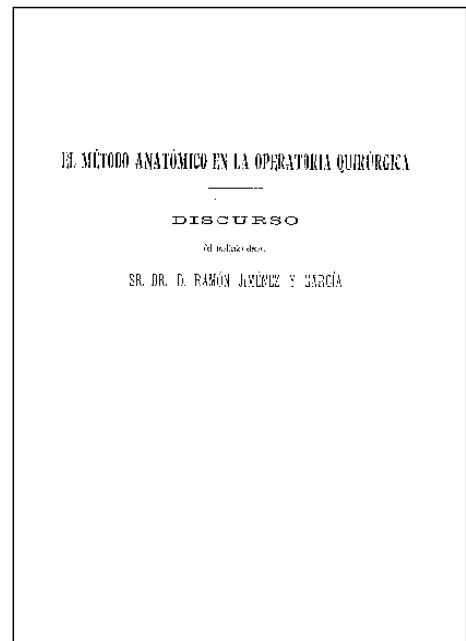 EL MÉTODO ANATÓMICO EN LA OPERATORIA QUIRÚRGICA
DISCURSO
SR. DR. D. RAMÓN JIMÉNEZ Y GARCÍA